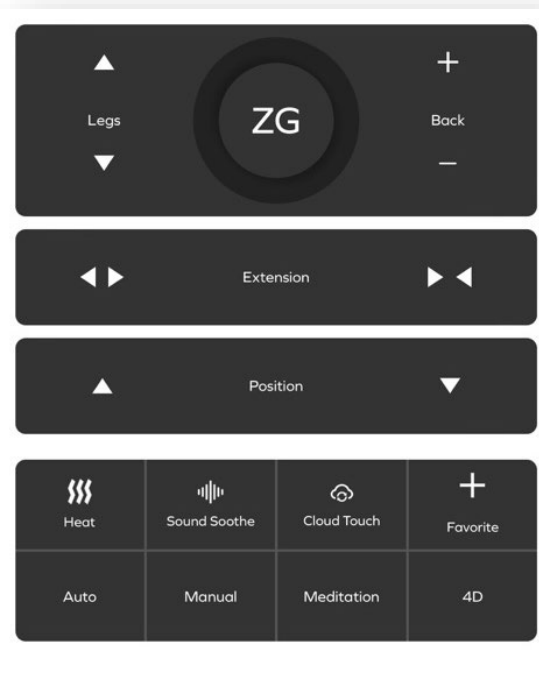 Legs
ZG
Back
Extension
Position
Heat
Sound Soothe
Cloud Touch
Favorite
Auto
Manual
Meditation
4D